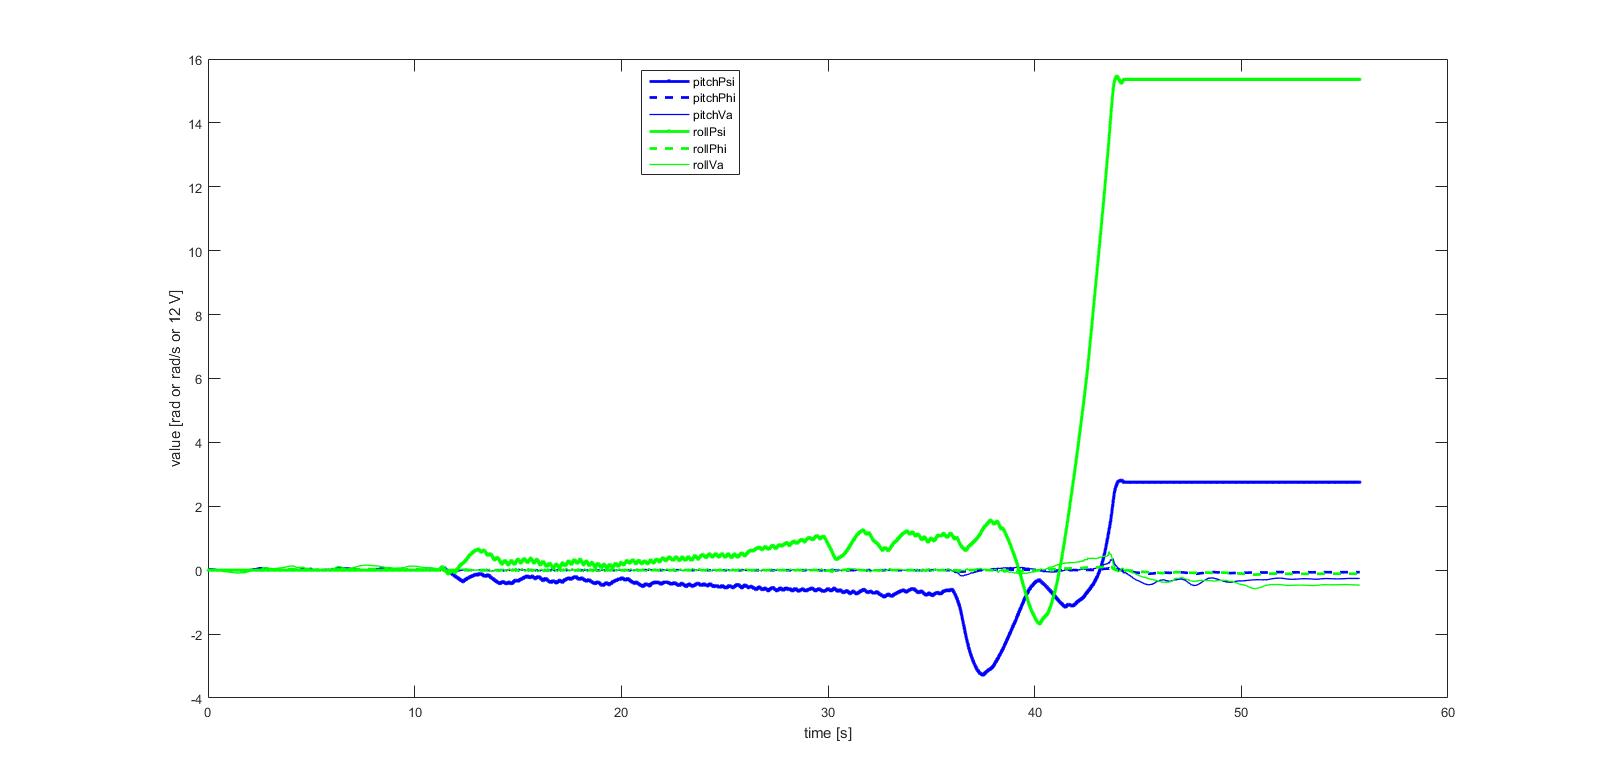 16
14
12
10
8
6
4
2
0
-2
-4
value [rad or rad/s or 12 V]
pitchPsi
pitchPhi
pitchVa
rollPsi
rollPhi
rollVa
0 10 20 30 40 50 60
time [s]